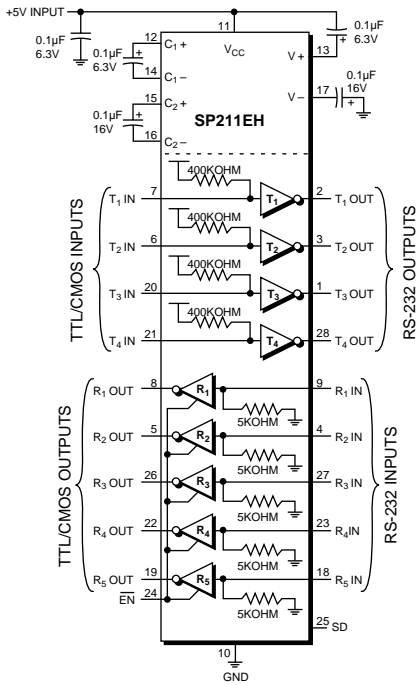 +5V INPUT
0.1µF
6.3V
12
11
0.1µF
6.3V
C1+
VCC
V+
13
0.1µF
6.3V
14
C1–
15
C2+
V–
17
0.1µF
16V
0.1µF
16V
16
C2–
SP211EH
400KOHM
T1 IN
7
T1
2
T1 OUT
400KOHM
T2 IN
6
T2
3
T2 OUT
400KOHM
T3 IN
20
T3
1
T3 OUT
400KOHM
T4 IN
21
T4
28
T4 OUT
TTL/CMOS INPUTS
RS-232 OUTPUTS
R1 OUT
8
R1
9
R1 IN
5KOHM
R2 OUT
5
R2
4
R2 IN
5KOHM
R3 OUT
26
R3
27
R3 IN
5KOHM
R4 OUT
22
R4
23
R4IN
5KOHM
R5 OUT
19
R5
18
R5 IN
5KOHM
TTL/CMOS OUTPUTS
RS-232 INPUTS
EN
24
25
SD
10
GND